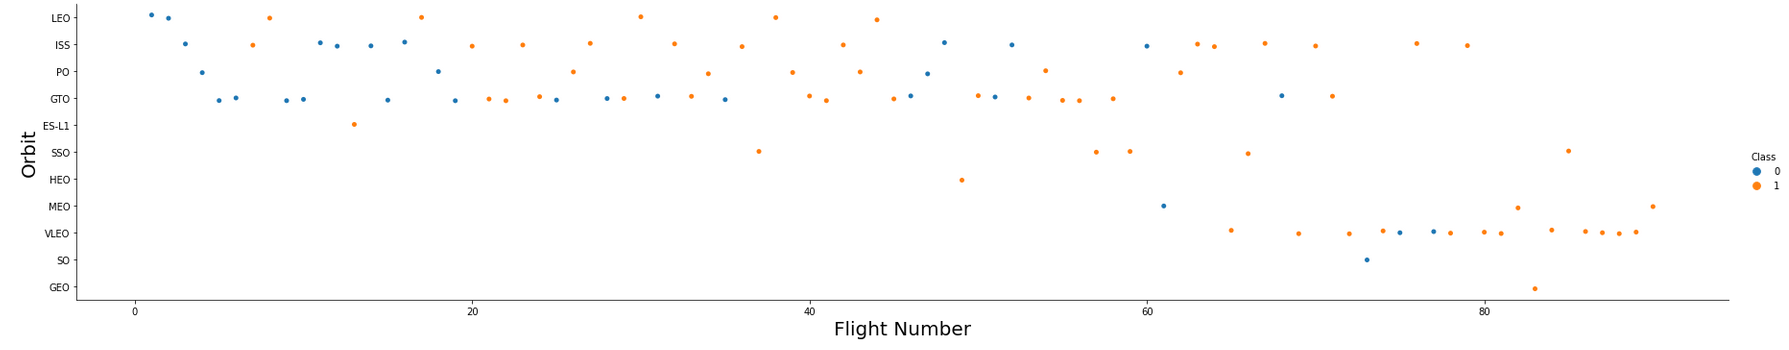 LEO
ISS
PO
GTO
ES-L1
SSO
HEO
MEO
VLEO
SO
GEO
Orbit
0 20 40 60 80
Flight Number
Class
0
1